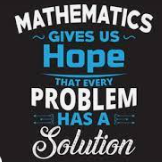 MATHEMATICS
GIVES US
Hope
THAT EVERY
PROBLEM
HAS A
Solution